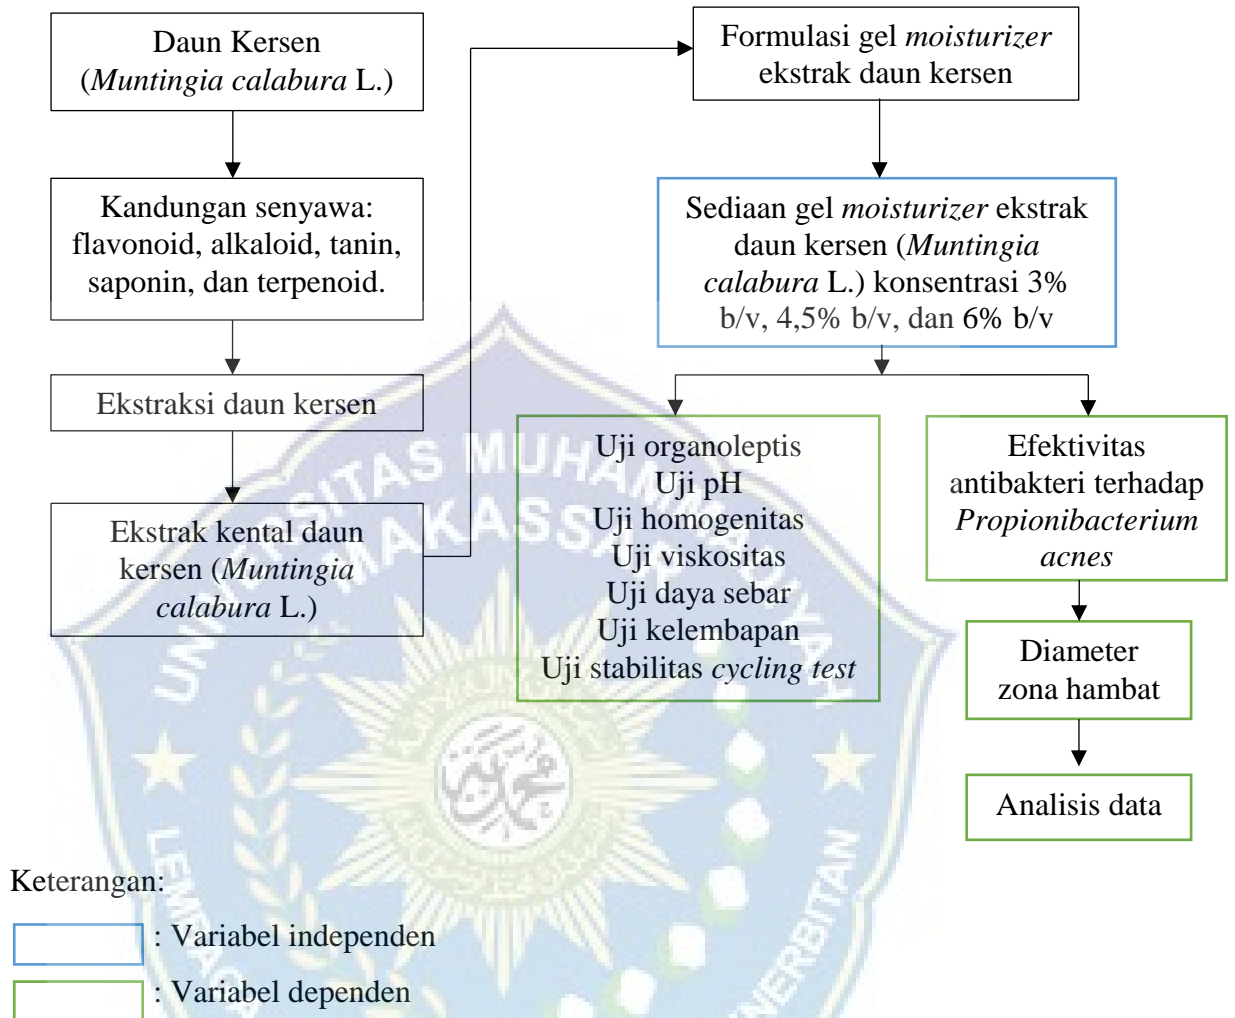 Daun Kersen
(Muntingia calabura L.)
Kandungan senyawa:
flavonoid, alkaloid, tanin,
saponin, dan terpenoid.
Ekstraksi daun kersen
Ekstrak kental daun
kersen (Muntingia
calabura L.)
Formulasi gel moisturizer
ekstrak daun kersen
Sediaan gel moisturizer ekstrak
daun kersen (Muntingia
calabura L.) konsentrasi 3%
b/v, 4,5% b/v, dan 6% b/v
Uji organoleptis
Uji pH
Uji homogenitas
Uji viskositas
Uji daya sebar
Uji kelembapan
Uji stabilitas cycling test
Efektivitas
antibakteri terhadap
Propionibacterium
acnes
Diameter
zona hambat
Analisis data
Keterangan:
: Variabel independen
: Variabel dependen
UNIVERSITAS MUHAMMADIYAH
MAKASSAR